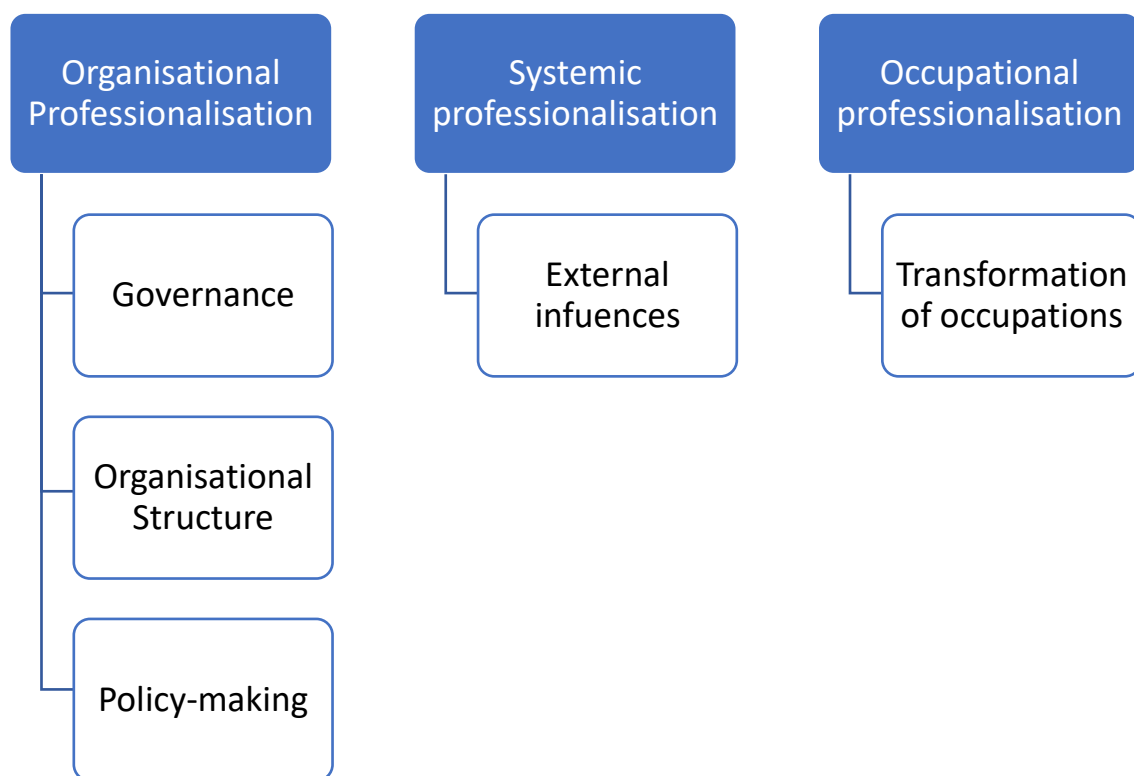 Organisational
Professionalisation
Governance
Organisational
Structure
Policy-making
Systemic
professionalisation
External
infuences
Occupational
professionalisation
Transformation
of occupations